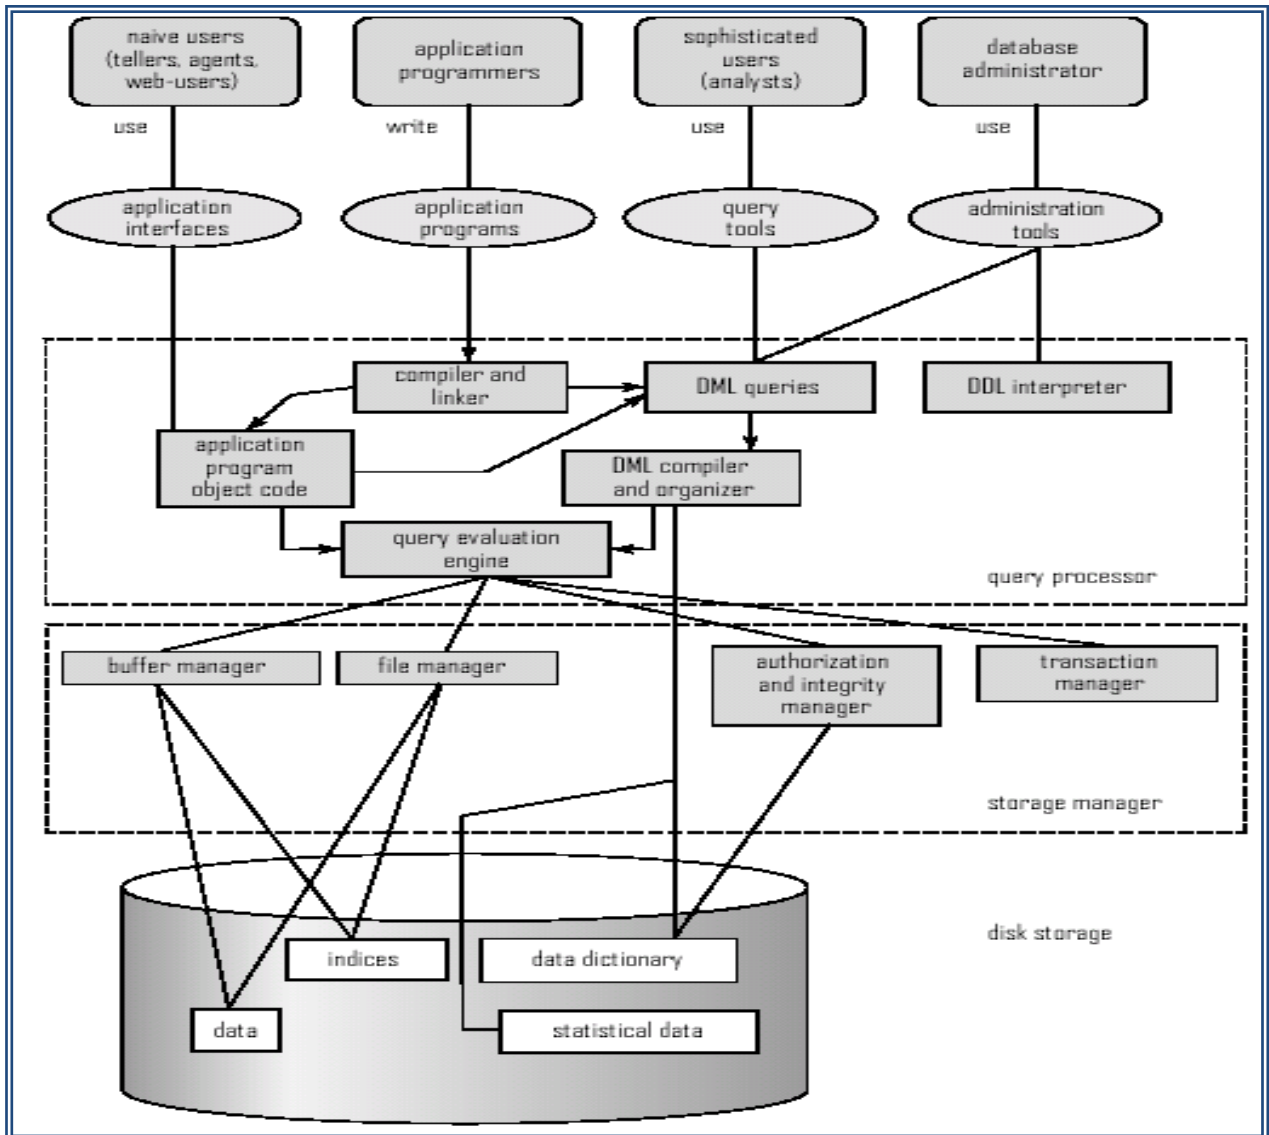 naive users
(tellers, agents,
web-users)
application
programmers
sophisticated
users
(analysts)
database
administrator
use
write
use
use
application
interfaces
application
programs
query
tools
administration
tools
compiler and
linker
DML queries
DDL interpreter
application
program
object code
DML compiler
and organizer
query evaluation
engine
query processor
buffer manager
file manager
authorization
and integrity
manager
transaction
manager
storage manager
disk storage
indices
data dictionary
data
statistical data